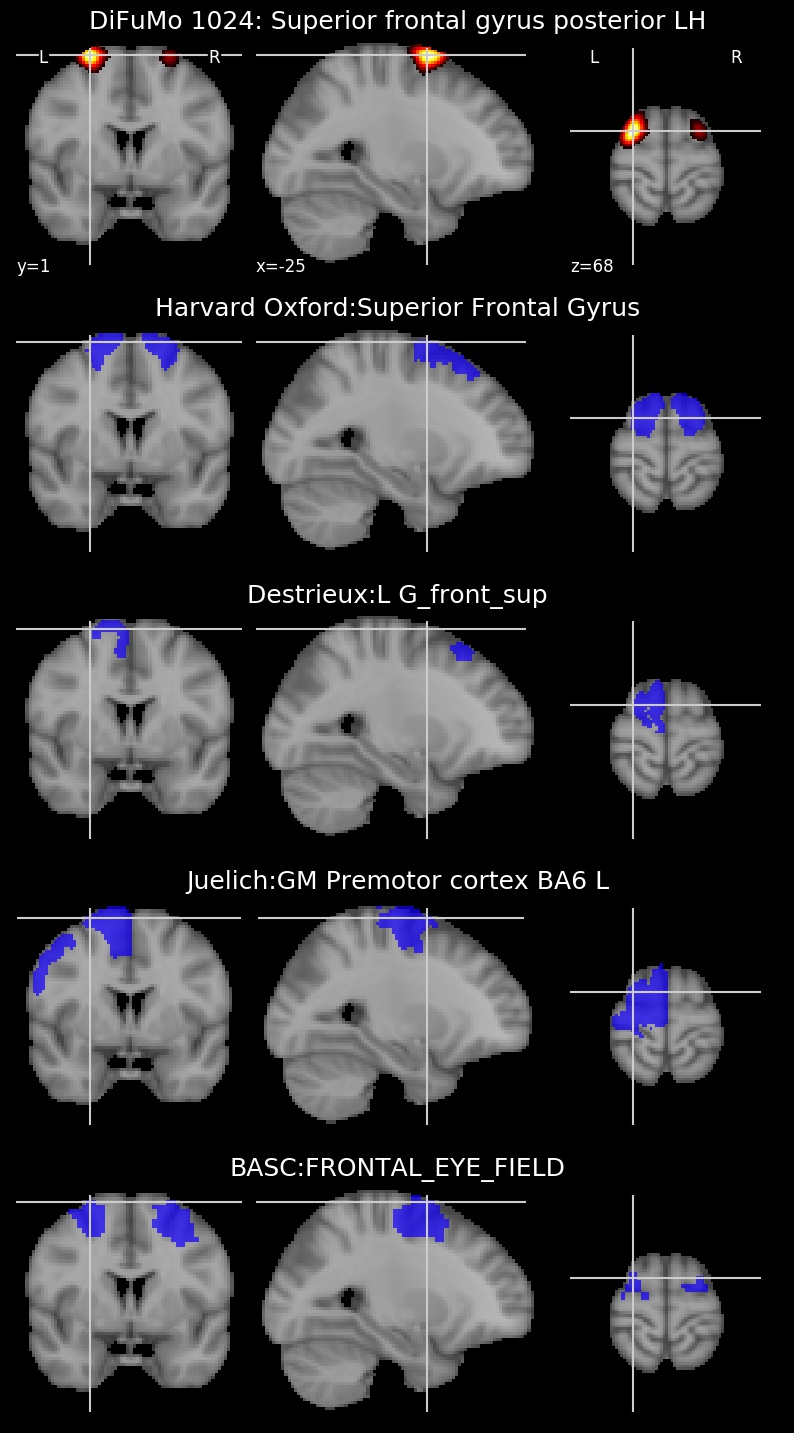 DiFuMo 1024: Superior frontal gyrus posterior LH
L R L R
y=1 x=-25 z=68
Harvard Oxford:Superior Frontal Gyrus
Destrieux:L G_front_sup
Juelich:GM Premotor cortex BA6 L
BASC:FRONTAL_EYE_FIELD